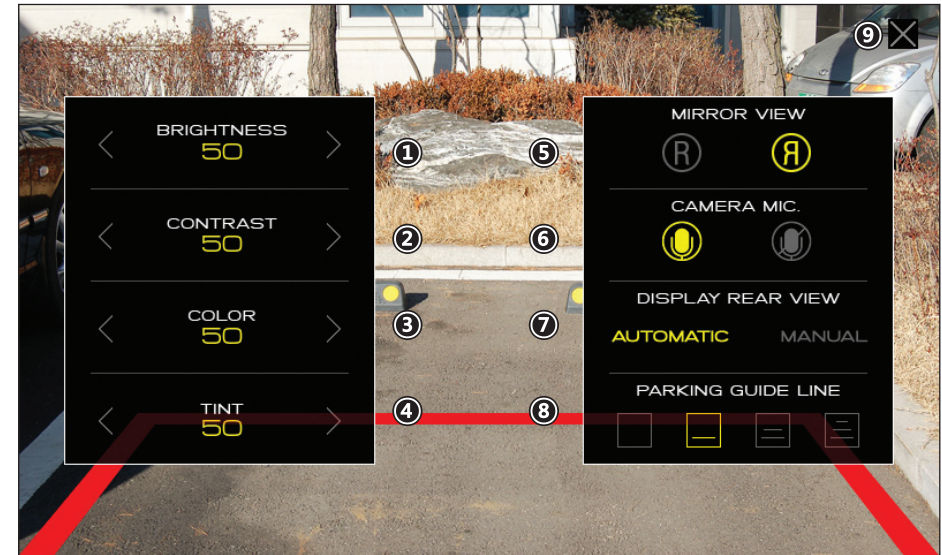 ⑨
BRIGHTNESS
50
①
CONTRAST
50
②
COLOR
50
③
TINT
50
④
MIRROR VIEW
R Я
⑤
CAMERA MIC.
⑥
DISPLAY REAR VIEW
AUTOMATIC MANUAL
⑦
PARKING GUIDE LINE
⑧